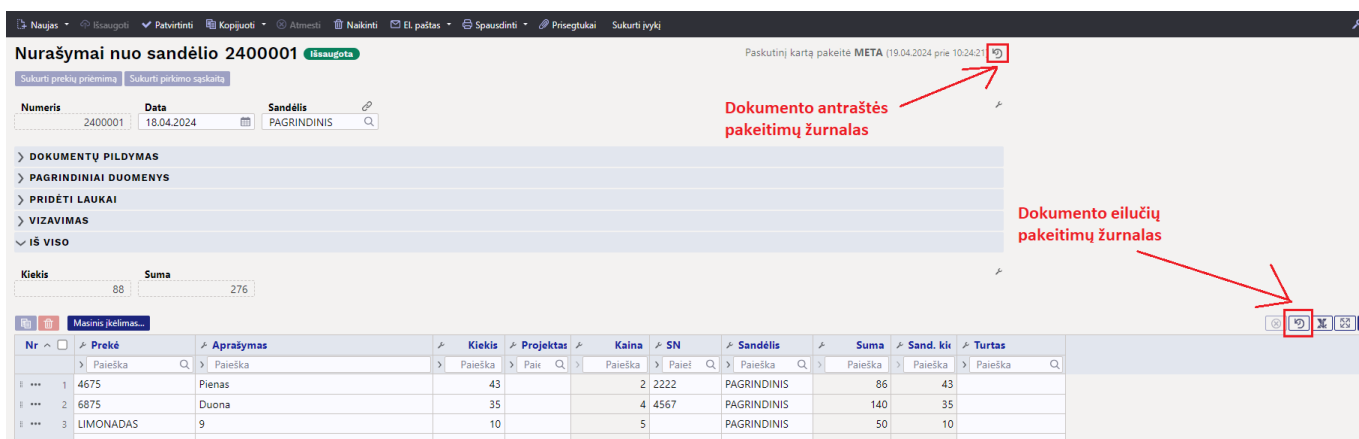 Naujas Išsaugoti Patvirtinti Kopijuoti Atmesti Naikinti El. paštas Spausdinti Prisegtukai Sukurti įvykį
Nurašymai nuo sandėlio 2400001 Išsaugota
Paskutinį kartą pakeitė META (19.04.2024 prie 10:24:21
Sukurti prekių priėmimą Sukurti pirkimo sąskaitą
Numeris Data Sandėlis
2400001 18.04.2024 PAGRINDINIS
Dokumento antraštės
pakeitimų žurnalas
DOKUMENTŲ PILDYMAS
PAGRINDINIAI DUOMENYS
PRIDĖTI LAUKAI
VIZAVIMAS
IŠ VISO
Dokumento eilučių
pakeitimų žurnalas
Kiekis Suma
88 276
Masinis įkėlimas...
Nr Prekė Aprašymas Kiekis Projektas Kaina SN Sandėlis Suma Sand. kie Turtas
Paieška Paieška Paieška Paie Paieška Paieš Paieška Paieška Paieška Paieška
1 4675 Pienas 43 2 2222 PAGRINDINIS 86 43
2 6875 Duona 35 4 4567 PAGRINDINIS 140 35
3 LIMONADAS 9 10 5 PAGRINDINIS 50 10